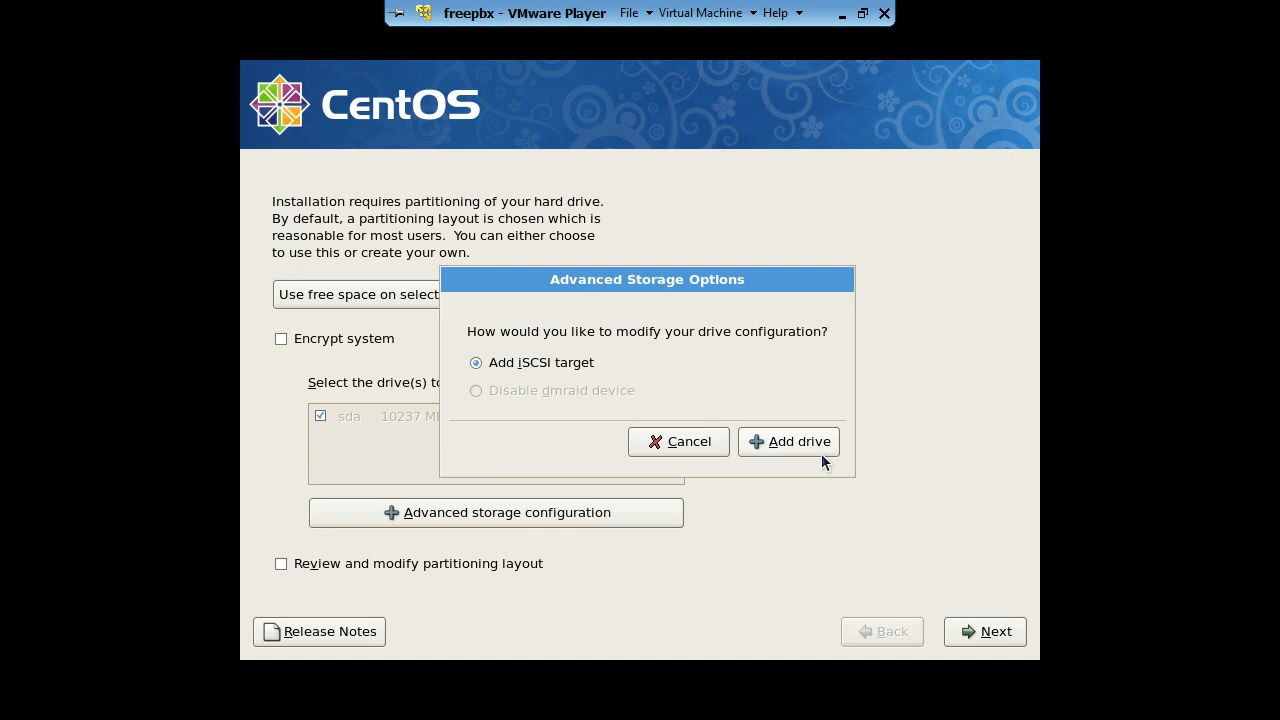 freepbx - VMware Player File Virtual Machine Help
CentOS
Installation requires partitioning of your hard drive.
By default, a partitioning layout is chosen which is
reasonable for most users. You can either choose
to use this or create your own.
Advanced Storage Options
Use free space on select
How would you like to modify your drive configuration?
Encrypt system
Add iSCSI target
Select the drive(s) to
Disable dmraid device
sda 10237
Cancel Add drive
Advanced storage configuration
Review and modify partitioning layout
Release Notes Back Next